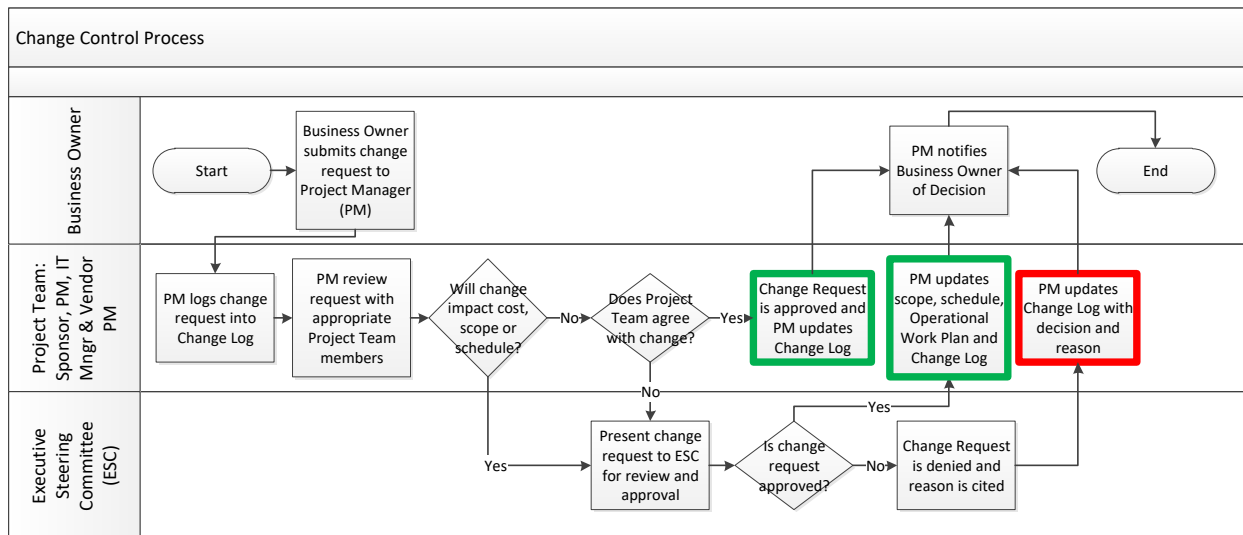 Change Control Process
Business Owner
Start
Business Owner
submits change
request to
Project Manager
(PM)
PM notifies
Business Owner
of Decision
End
Project Team:
Sponsor, PM, IT
Mngr & Vendor
PM
PM logs change
request into
Change Log
PM review
request with
appropriate
Project Team
members
Will change
impact cost,
scope or
schedule?
No
Does Project
Team agree
with change?
Yes
Change Request
is approved and
PM updates
Change Log
PM updates
scope, schedule,
Operational
Work Plan and
Change Log
PM updates
Change Log with
decision and
reason
No
Yes
Executive
Steering
Committee
(ESC)
Yes
Present change
request to ESC
for review and
approval
Is change
request
approved?
No
Change Request
is denied and
reason is cited